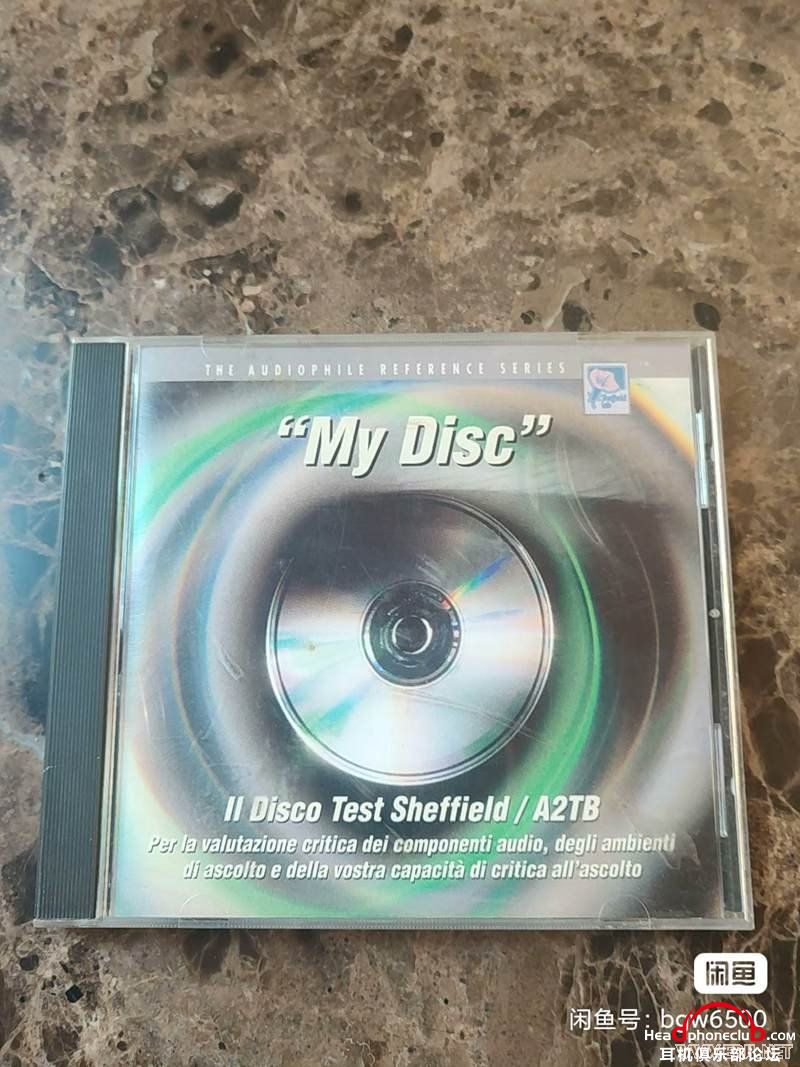 THE AUDIOPHILE REFERENCE SERIES
“My Disc”
Il Disco Test Sheffield / A2TB
Per la valutazione critica dei componenti audio, degli ambienti
di ascolto e della vostra capacità di critica all'ascolto
闲鱼
闲鱼号：bcw6500
Headphoneclub.com
耳机俱乐部论坛